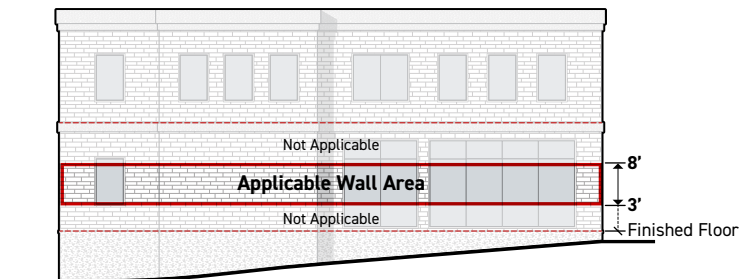 Not Applicable
8’
Applicable Wall Area
3’
Not Applicable
Finished Floor